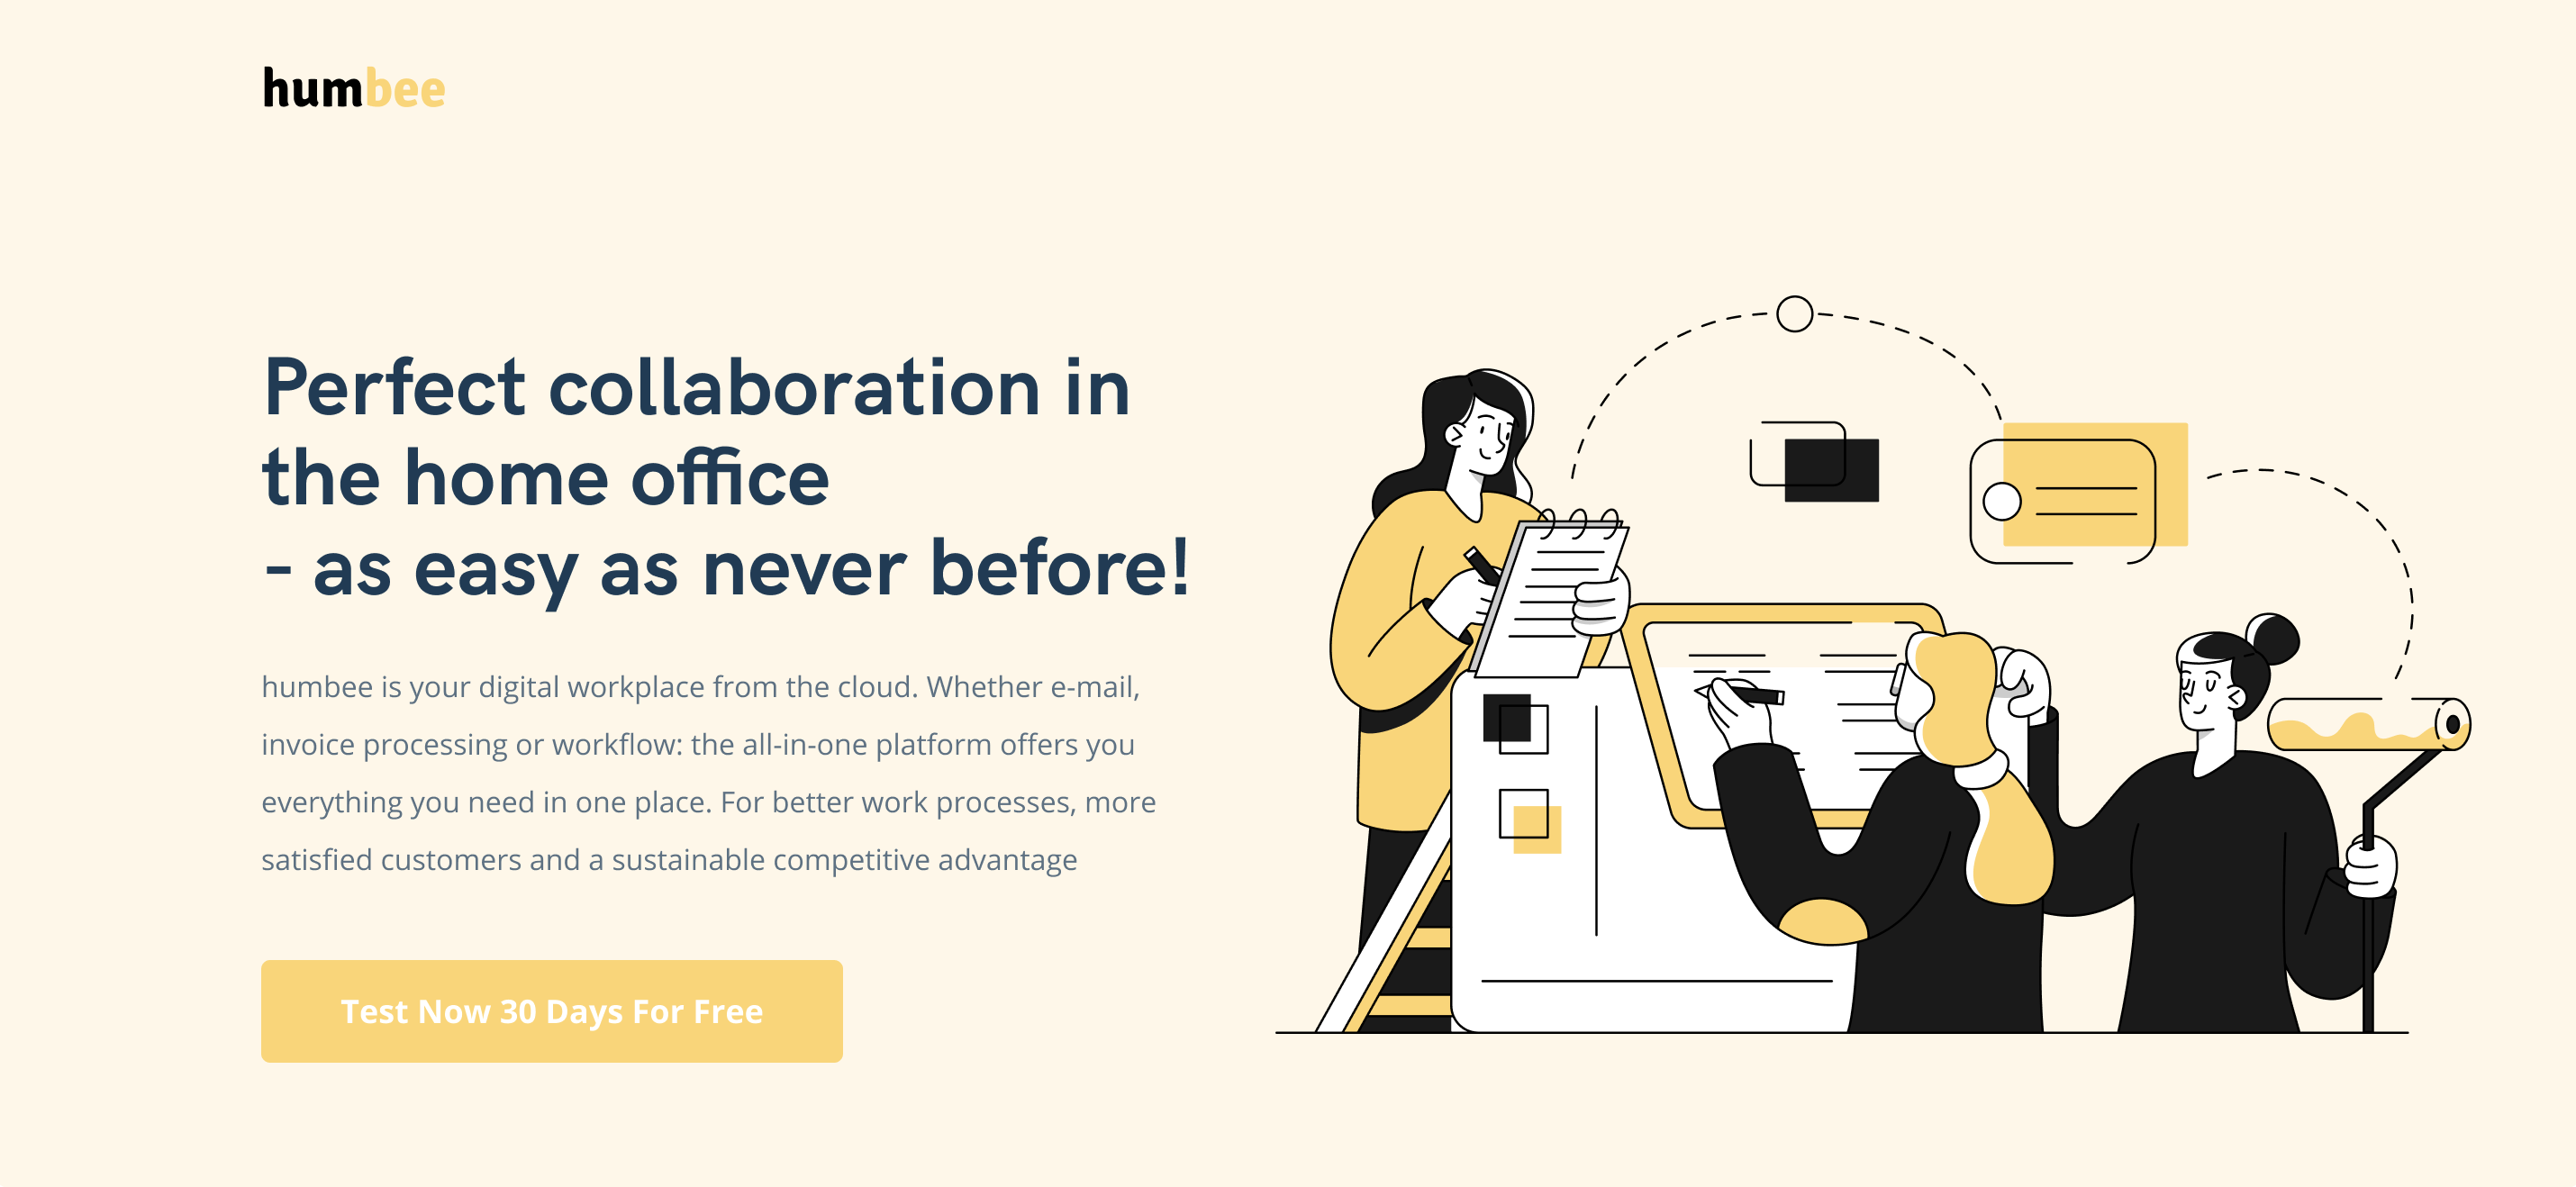 humbee
Perfect collaboration in
the home office
- as easy as never before!
humbee is your digital workplace from the cloud. Whether e-mail,
invoice processing or workflow: the all-in-one platform offers you
everything you need in one place. For better work processes, more
satisfied customers and a sustainable competitive advantage
Test Now 30 Days For Free